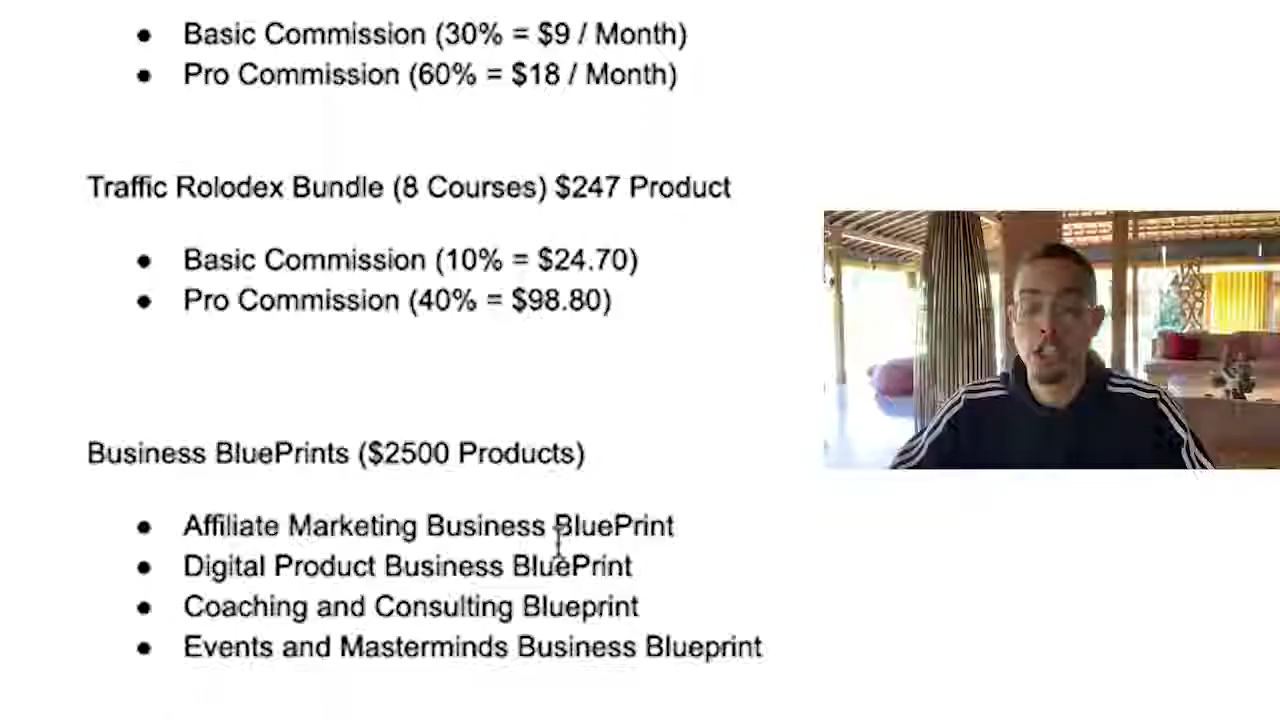 ● Basic Commission (30% = $9 / Month)
● Pro Commission (60% = $18 / Month)
Traffic Rolodex Bundle (8 Courses) $247 Product
● Basic Commission (10% = $24.70)
● Pro Commission (40% = $98.80)
Business BluePrints ($2500 Products)
● Affiliate Marketing Business BluePrint
● Digital Product Business BluePrint
● Coaching and Consulting Blueprint
● Events and Masterminds Business Blueprint